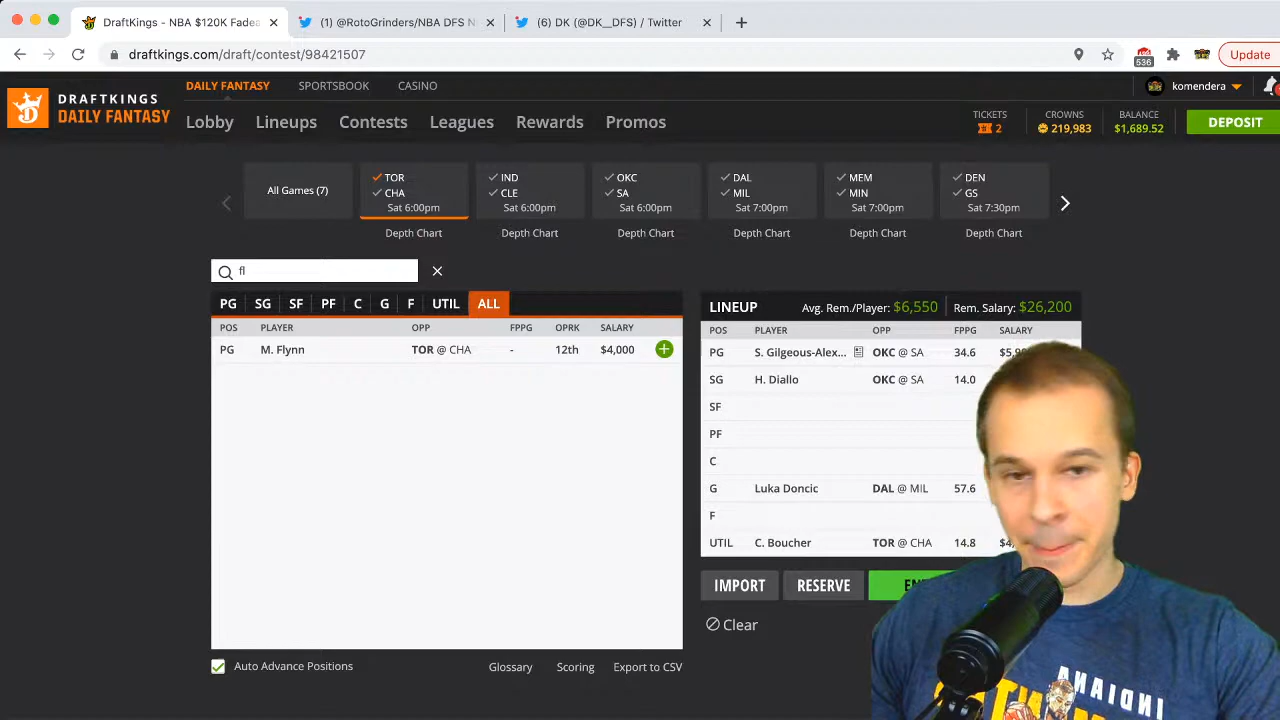 DraftKings - NBA $120K Fadea
(1) @RotoGrinders/NBA DFS N
(6) DK (@DK__DFS) / Twitter
draftkings.com/draft/contest/98421507
536
Update
DAILY FANTASY SPORTSBOOK CASINO
komendera
DRAFTKINGS
DAILY FANTASY
Lobby Lineups Contests Leagues Rewards Promos
TICKETS
2
CROWNS
219,983
BALANCE
$1,689.52
DEPOSIT
All Games (7)
TOR
CHA
Sat 6:00pm
Depth Chart
IND
CLE
Sat 6:00pm
Depth Chart
OKC
SA
Sat 6:00pm
Depth Chart
DAL
MIL
Sat 7:00pm
Depth Chart
MEM
MIN
Sat 7:00pm
Depth Chart
DEN
GS
Sat 7:30pm
Depth Chart
fl
PG SG SF PF C G F UTIL ALL
POS PLAYER OPP FPPG OPRK SALARY
PG M. Flynn TOR @ CHA - 12th $4,000
Auto Advance Positions
Glossary Scoring Export to CSV
LINEUP Avg. Rem./Player: $6,550 Rem. Salary: $26,200
POS PLAYER OPP FPPG SALARY
PG S. Gilgeous-Alex... OKC @ SA 34.6
SG H. Diallo OKC @ SA 14.0
SF
PF
C
G Luka Doncic DAL @ MIL 57.6
F
UTIL C. Boucher TOR @ CHA 14.8
IMPORT RESERVE
Clear
INDIANA